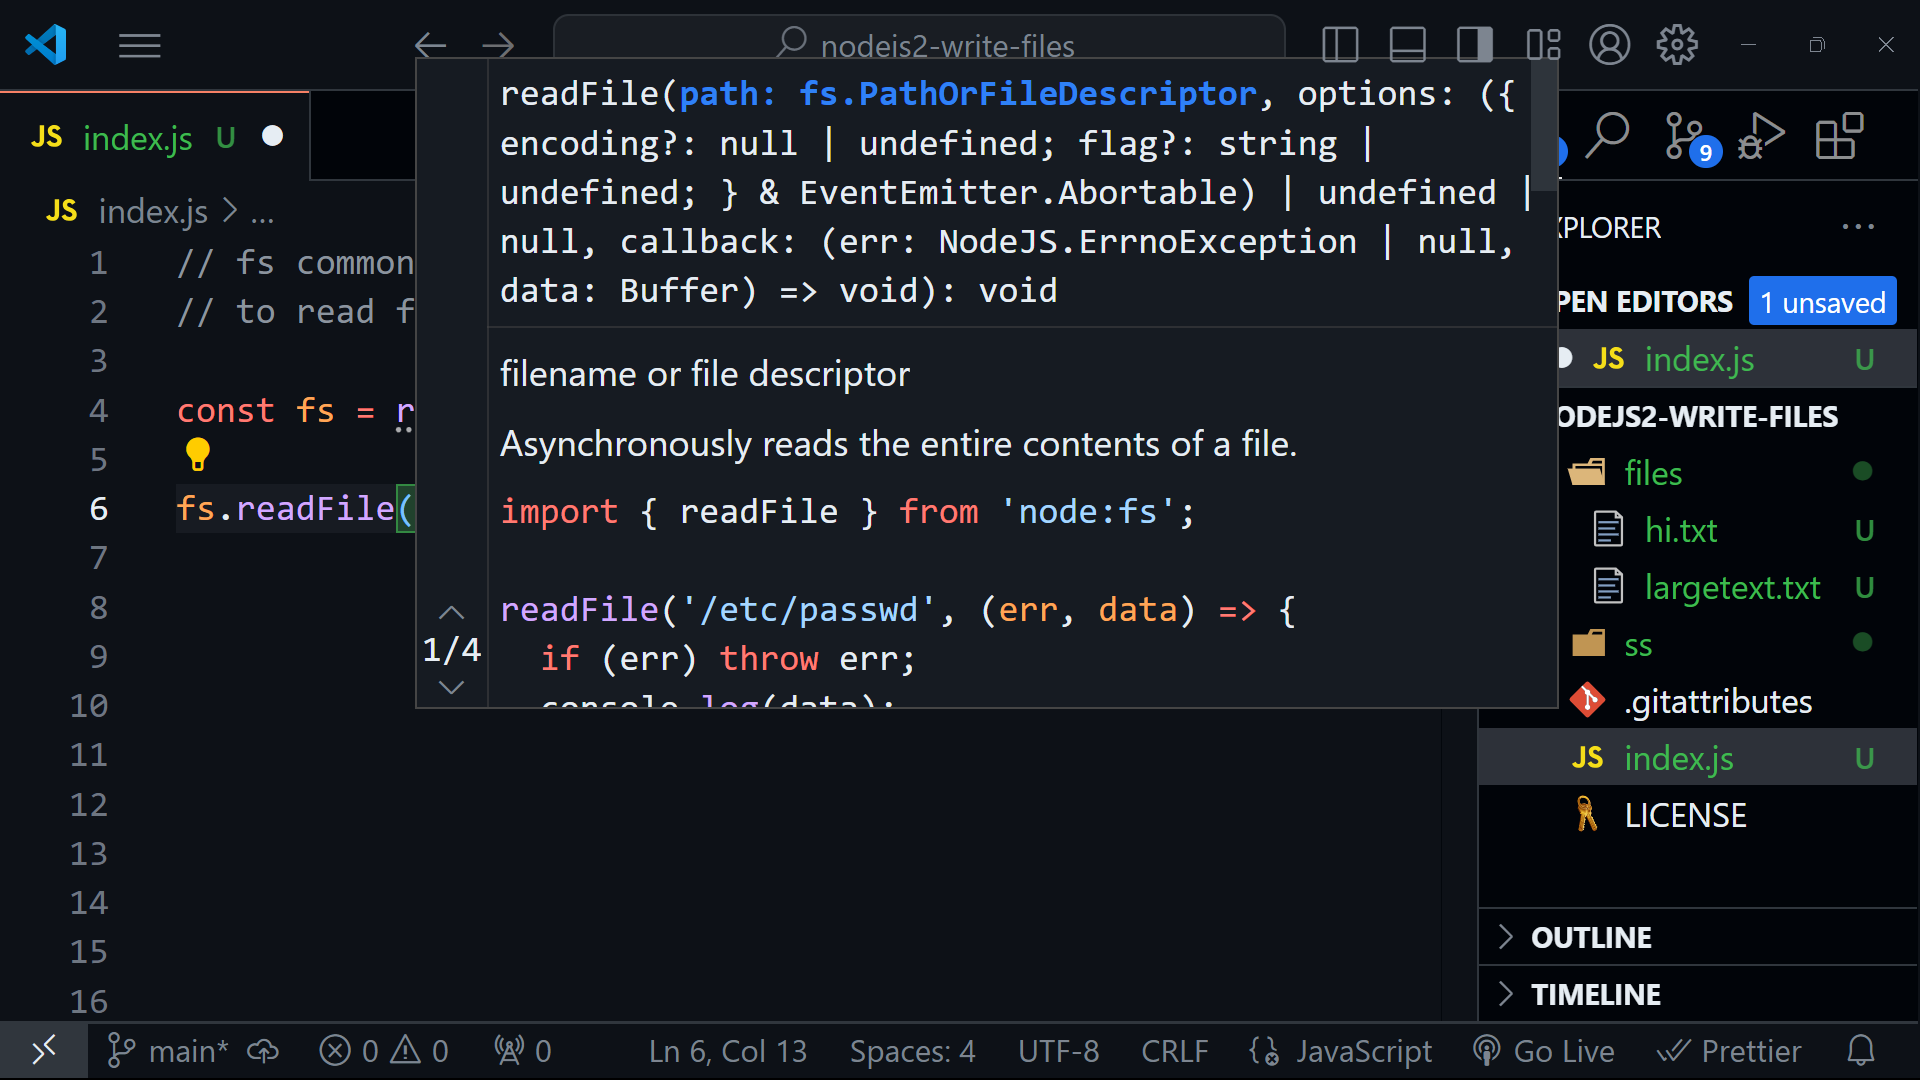 nodeis2-write-files
JS index.js U
JS index.js > ...
1 // fs common
2 // to read f
3
4 const fs = r
5
6 fs.readFile(
7
8
9
10
11
12
13
14
15
16
readFile(path: fs.PathOrFileDescriptor, options: ({
encoding?: null | undefined; flag?: string |
undefined; } & EventEmitter.Abortable) | undefined |
null, callback: (err: NodeJS.ErrnoException | null,
data: Buffer) => void): void
filename or file descriptor
Asynchronously reads the entire contents of a file.
import { readFile } from 'node:fs';
readFile('/etc/passwd', (err, data) => {
if (err) throw err;
console.log(data);
1/4
9
XPLORER ...
PEN EDITORS 1 unsaved
JS index.js U
ODEJS2-WRITE-FILES
files
hi.txt U
largetext.txt U
ss
.gitattributes
JS index.js U
LICENSE
OUTLINE
TIMELINE
main* 0 0 0 Ln 6, Col 13 Spaces: 4 UTF-8 CRLF JavaScript Go Live Prettier